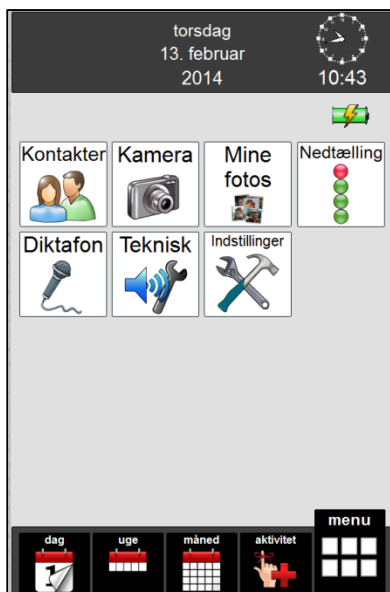 torsdag
13. februar
2014
10:43
Kontakter
Kamera
Mine
fotos
Nedtælling
Diktafon
Teknisk
Indstillinger
dag
uge
måned
aktivitet
menu
1